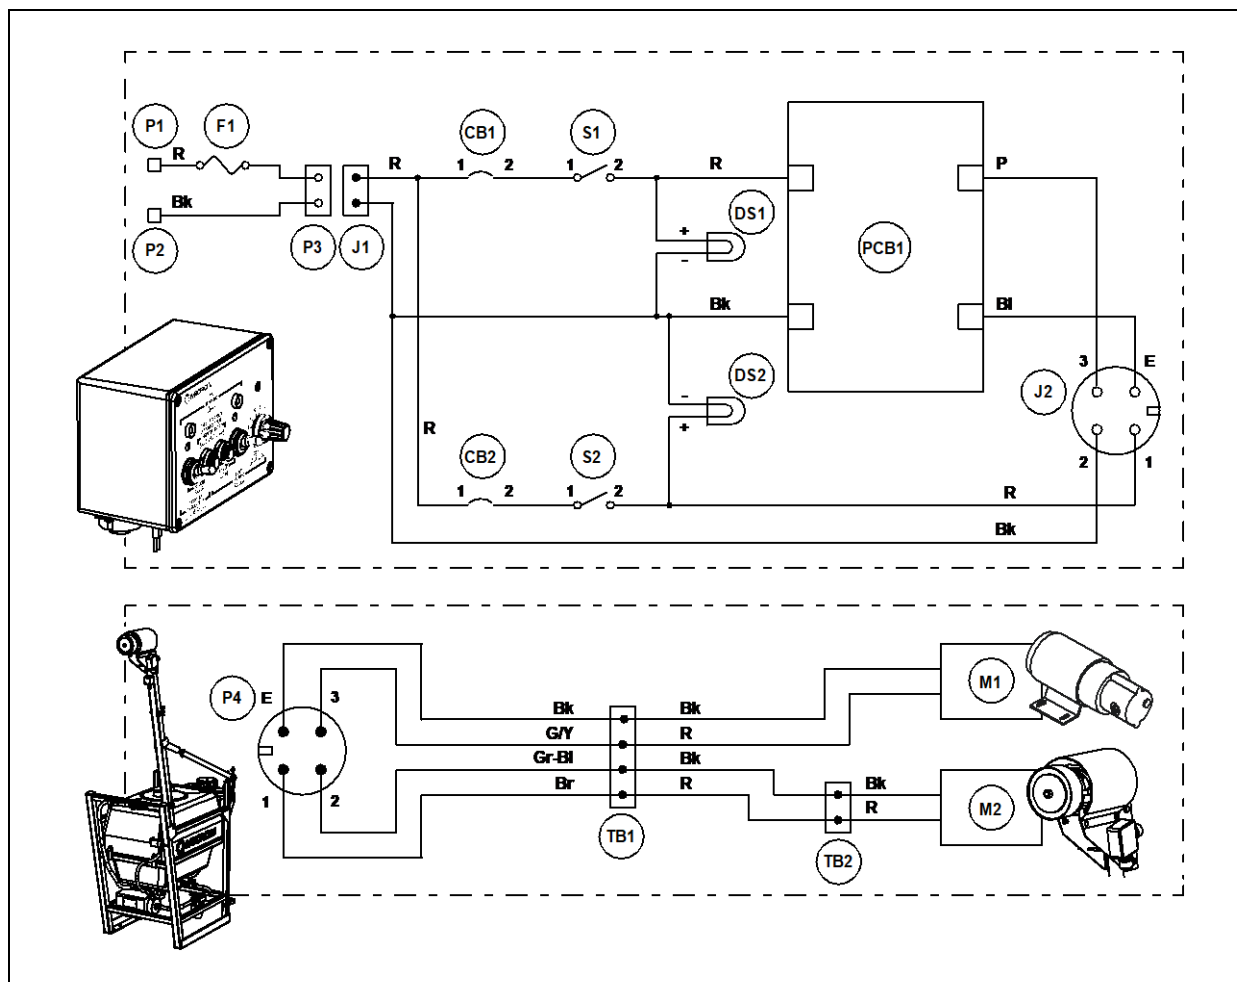 P1 F1 CB1 S1
R 1 2 1 2 R R P
Bk
P2 P3 J1 + DS1 PCB1
-
Bk Bl
DS2 3 E
- J2
+
R CB2 S2 2 1
1 2 1 2 R
Bk
P4 E 3 M1
Bk Bk
G/Y R
Gr-Bl Bk
Br R Bk
1 2 R M2
TB1 TB2